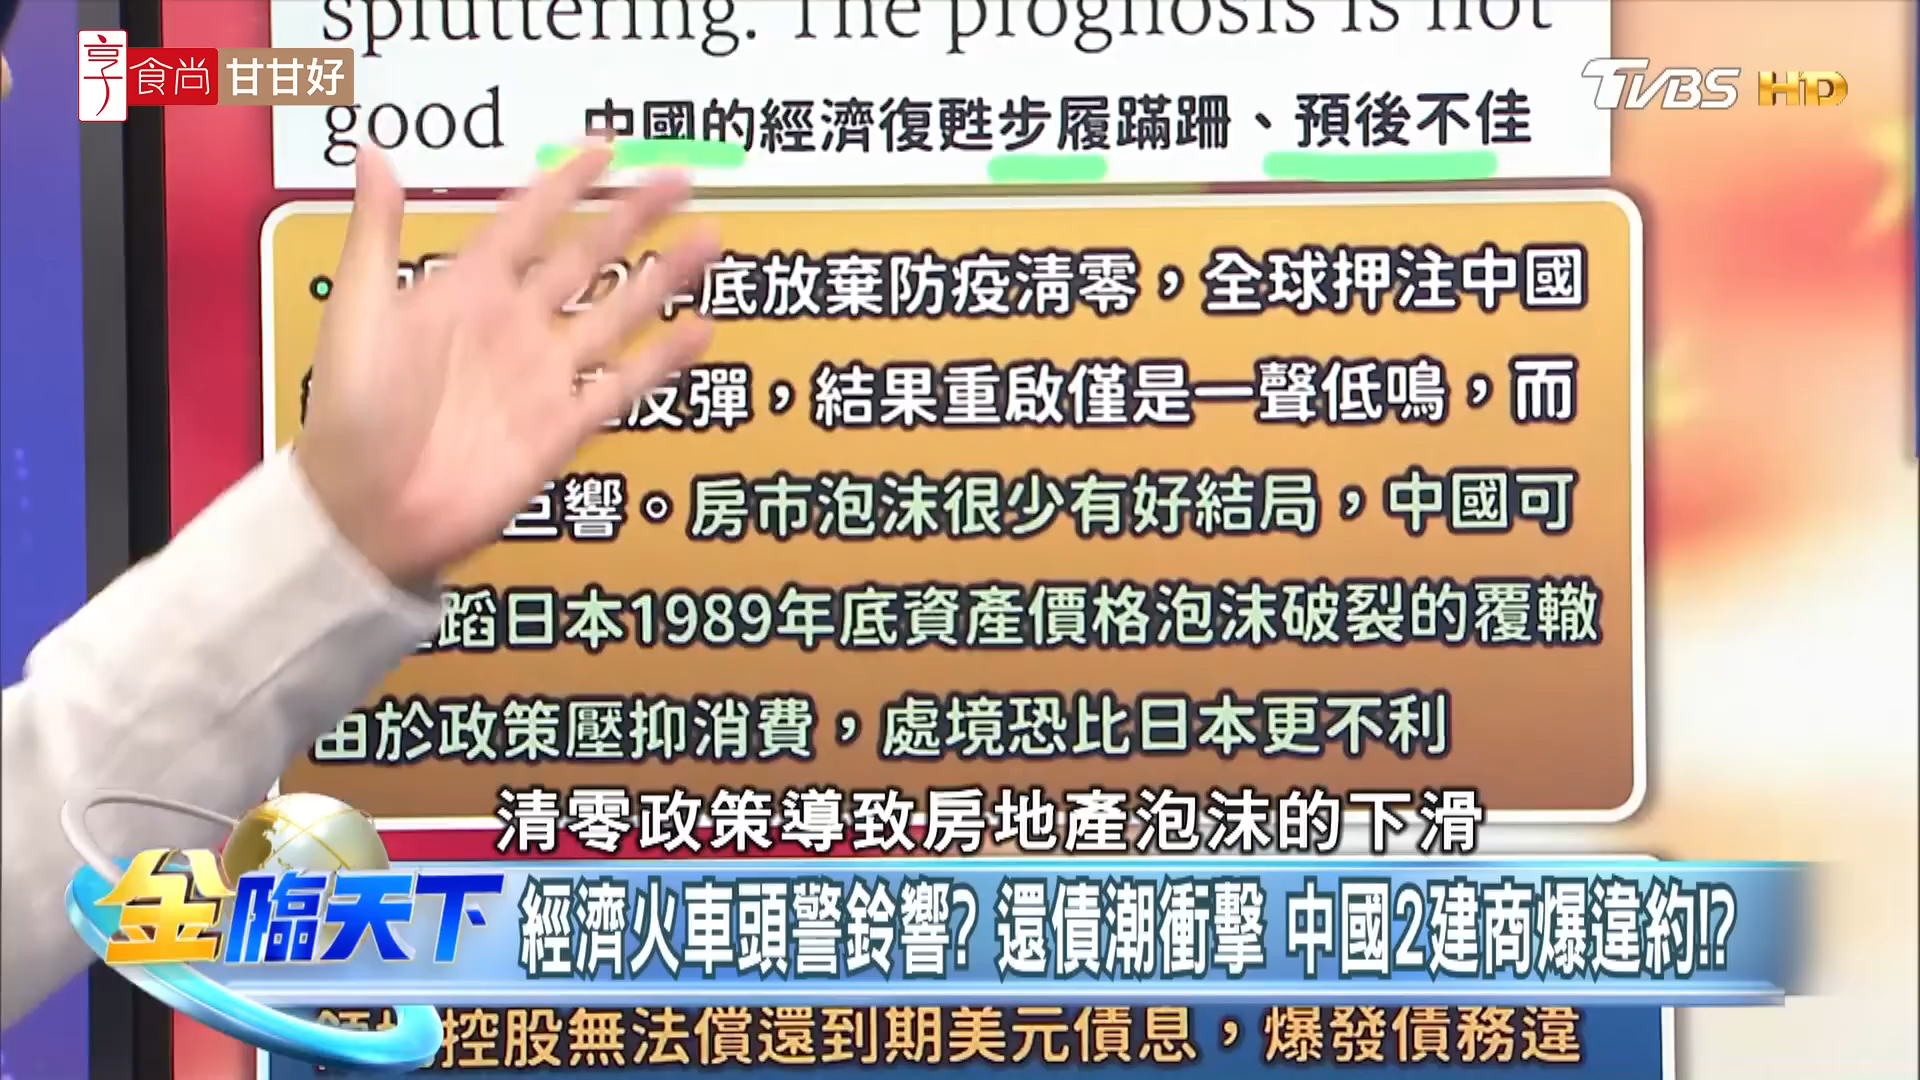 spluttering. The prognosis is not
享食尚 甘甘好
TVBS HD
good 中國的經濟復甦步履蹣跚、預後不佳
年底放棄防疫清零，全球押注中國
反彈，結果重啟僅是一聲低鳴，而
巨響。房市泡沫很少有好結局，中國可
蹈日本1989年底資產價格泡沫破裂的覆轍
由於政策壓抑消費，處境恐比日本更不利
清零政策導致房地產泡沫的下滑
金臨天下
經濟火車頭警鈴響? 還債潮衝擊 中國2建商爆違約!?
控股無法償還到期美元債息，爆發債務違